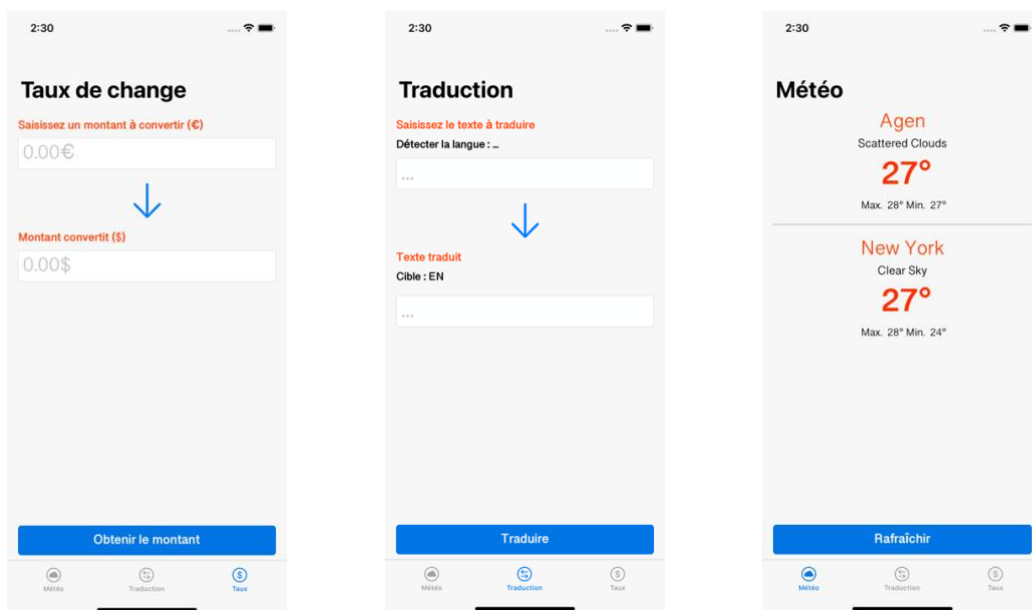 2:30
Taux de change
Saisissez un montant à convertir (€)
0.00€
Montant convertit ($)
0.00$
Obtenir le montant
Météo
Traduction
Taux
2:30
Traduction
Saisissez le texte à traduire
Détecter la langue : ...
...
Texte traduit
Cible : EN
...
Traduire
Météo
Traduction
Taux
2:30
Météo
Agen
Scattered Clouds
27°
Max. 28° Min. 27°
New York
Clear Sky
27°
Max. 28° Min. 24°
Rafraîchir
Météo
Traduction
Taux